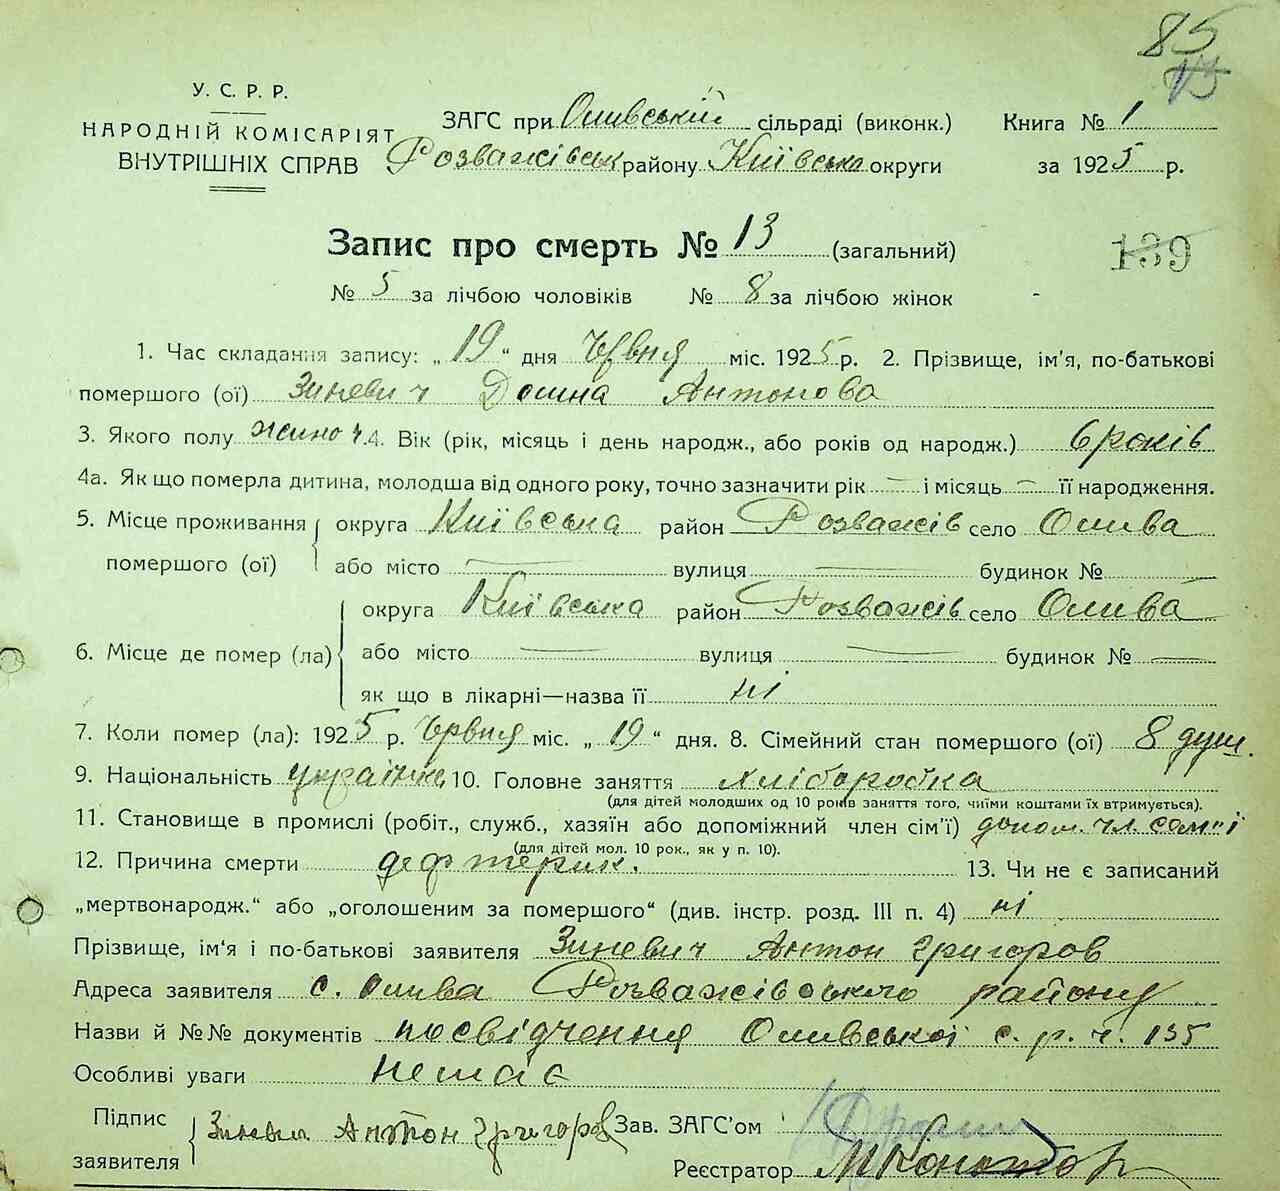 85
У. С. Р. Р.
НАРОДНІЙ КОМІСАРІЯТ
ВНУТРІШНІХ СПРАВ
ЗАГС при Оливській сільраді (виконк.) Книга № 1
Розважівськ району Київська округи за 1925 р.
Запис про смерть № 13 (загальний)
139
№ 5 за лічбою чоловіків № 8 за лічбою жінок -
1. Час складання запису: „ 19 “ дня Червня міс. 1925 р. 2. Прізвище, ім'я, по-батькові
помершого (ої) Зиневич Домна Антонова
3. Якого полу жіноч. 4. Вік (рік, місяць і день народж., або років од народж.) 6 років
4а. Як що померла дитина, молодша від одного року, точно зазначити рік — і місяць — її народження.
5. Місце проживання помершого (ої) округа Київська район Розважів село Олива
або місто — вулиця — будинок № —
6. Місце де помер (ла) округа Київська район Розважів село Олива
або місто — вулиця — будинок № —
як що в лікарні—назва її ні
7. Коли помер (ла): 1925 р. Червня міс. „ 19 “ дня. 8. Сімейний стан помершого (ої) 8 душ.
9. Національність українка 10. Головне заняття хліборобка
(для дітей молодших од 10 років заняття того, чиїми коштами їх втримується).
11. Становище в промислі (робіт., служб., хазяїн або допоміжний член сім'ї) допом. чл. сем"ї
(для дітей мол. 10 рок., як у п. 10).
12. Причина смерти дефтерик. 13. Чи не є записаний
„мертвонародж.“ або „оголошеним за помершого“ (див. інстр. розд. III п. 4) ні
Прізвище, ім'я і по-батькові заявителя Зиневич Антон Григоров
Адреса заявителя с. Олива Розважівського району
Назви й №№ документів посвідчення Оливської с. р. ч. 135
Особливі уваги немає
Підпис заявителя Зиневич Антон Григоров Зав. ЗАГС'ом
Реєстратор